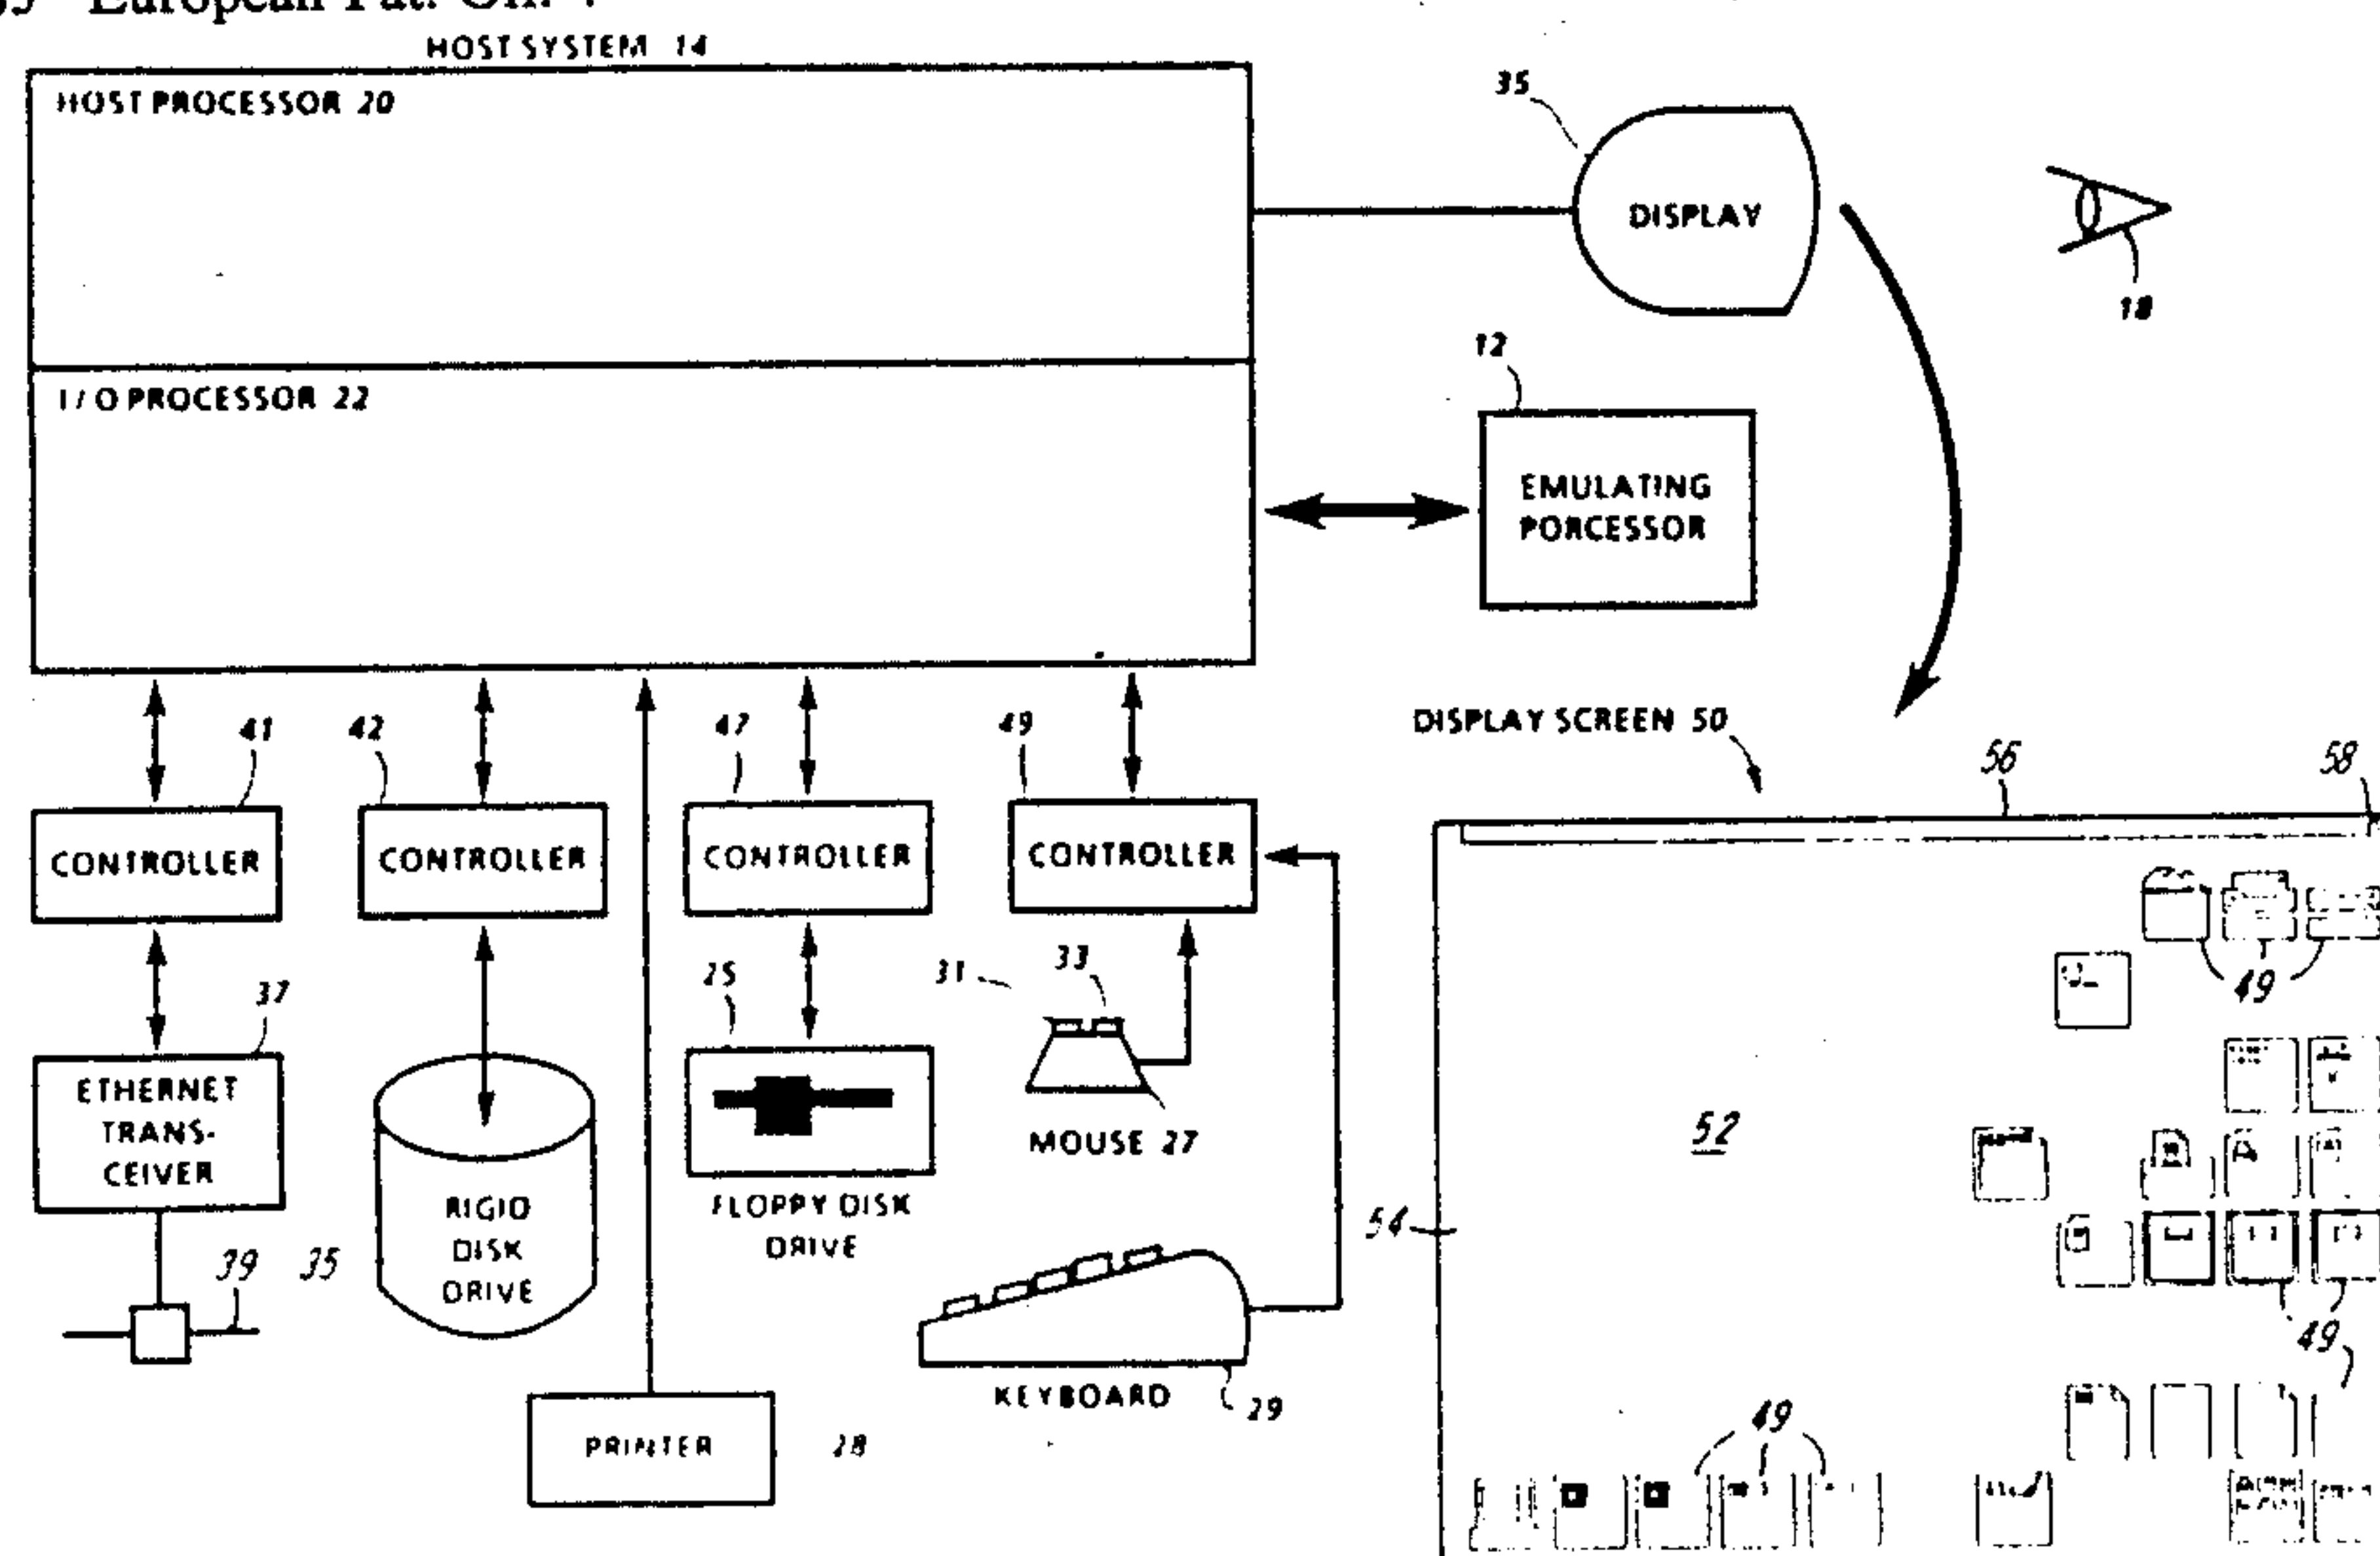 European Pat. Off.
HOST SYSTEM 14
HOST PROCESSOR 20
35
DISPLAY
18
I/O PROCESSOR 22
12
EMULATING
PORCESSOR
41
42
47
49
DISPLAY SCREEN 50
56
58
CONTROLLER
CONTROLLER
CONTROLLER
CONTROLLER
37
25
31
33
49
ETHERNET
TRANS-
CEIVER
MOUSE 27
52
RIGID
DISK
DRIVE
FLOPPY DISK
DRIVE
54
39
35
49
KEYBOARD
29
49
PRINTER
28